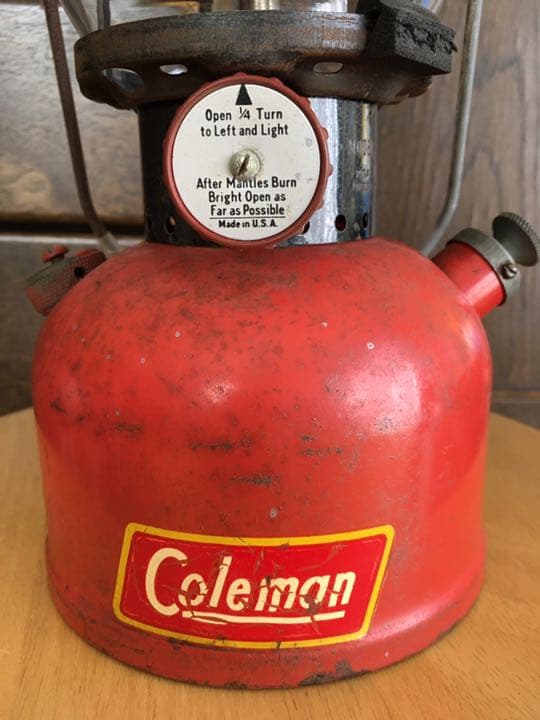 Open ¼ Turn
to Left and Light
After Mantles Burn
Bright Open as
Far as Possible
Made in U.S.A.
Coleman